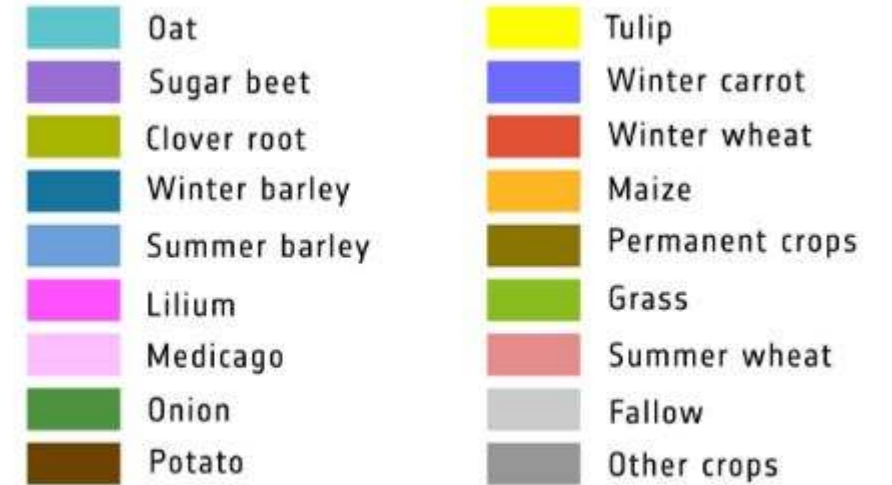 Oat
Sugar beet
Clover root
Winter barley
Summer barley
Lilium
Medicago
Onion
Potato
Tulip
Winter carrot
Winter wheat
Maize
Permanent crops
Grass
Summer wheat
Fallow
Other crops